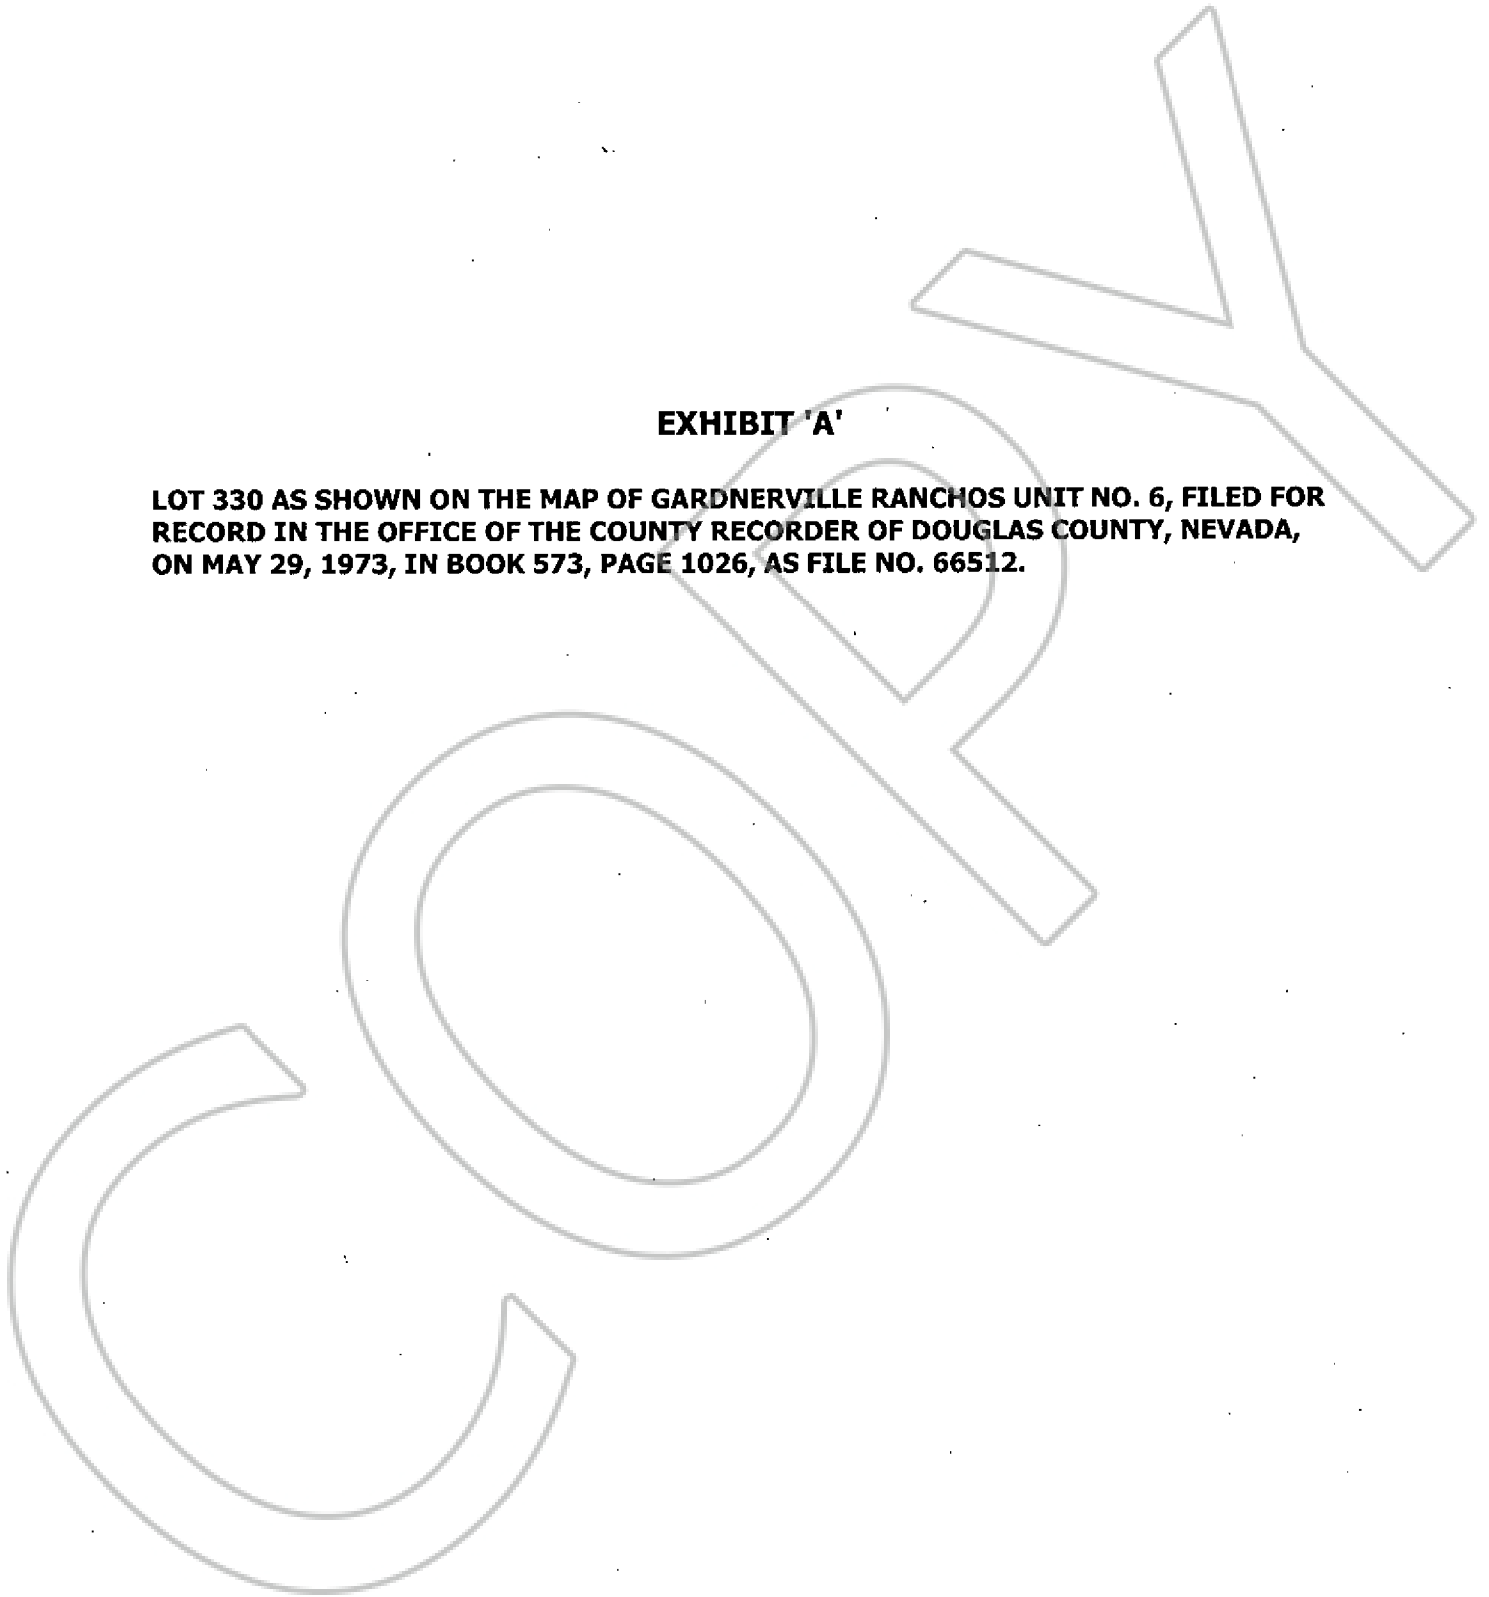 EXHIBIT 'A'
LOT 330 AS SHOWN ON THE MAP OF GARDNERVILLE RANCHOS UNIT NO. 6, FILED FOR
RECORD IN THE OFFICE OF THE COUNTY RECORDER OF DOUGLAS COUNTY, NEVADA,
ON MAY 29, 1973, IN BOOK 573, PAGE 1026, AS FILE NO. 66512.
COPY